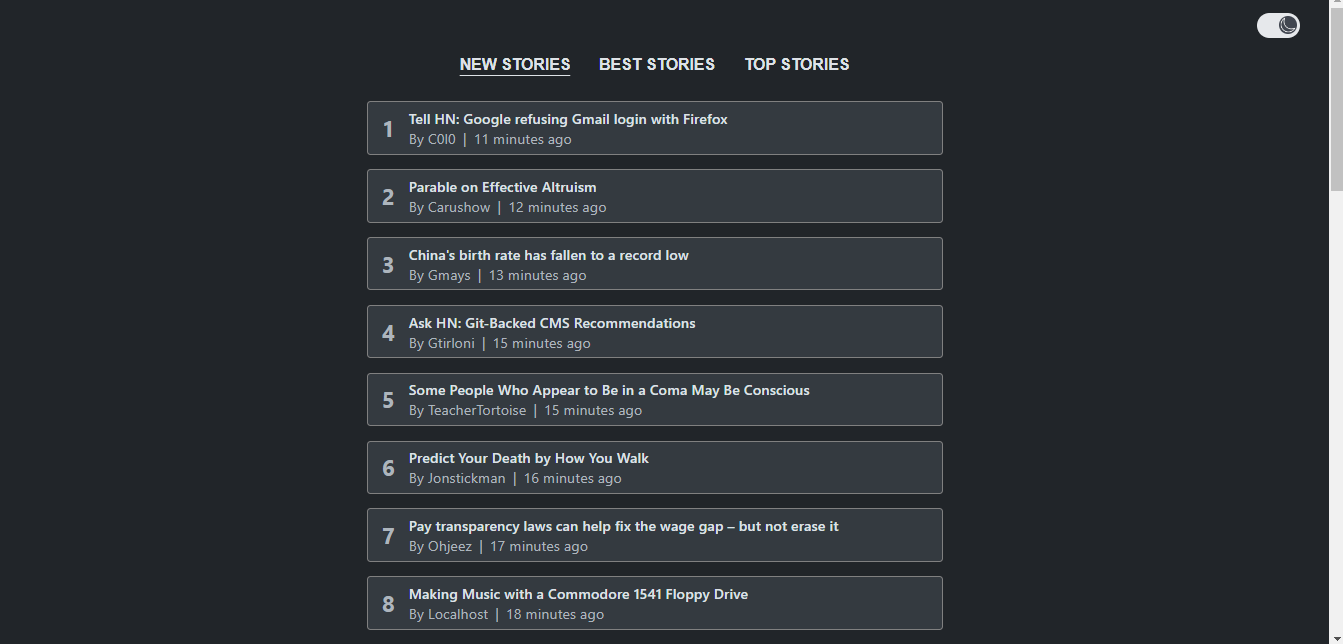 NEW STORIES BEST STORIES TOP STORIES
1
Tell HN: Google refusing Gmail login with Firefox
By C0l0 | 11 minutes ago
2
Parable on Effective Altruism
By Carushow | 12 minutes ago
3
China's birth rate has fallen to a record low
By Gmays | 13 minutes ago
4
Ask HN: Git-Backed CMS Recommendations
By Gtirloni | 15 minutes ago
5
Some People Who Appear to Be in a Coma May Be Conscious
By TeacherTortoise | 15 minutes ago
6
Predict Your Death by How You Walk
By Jonstickman | 16 minutes ago
7
Pay transparency laws can help fix the wage gap – but not erase it
By Ohjeez | 17 minutes ago
8
Making Music with a Commodore 1541 Floppy Drive
By Localhost | 18 minutes ago